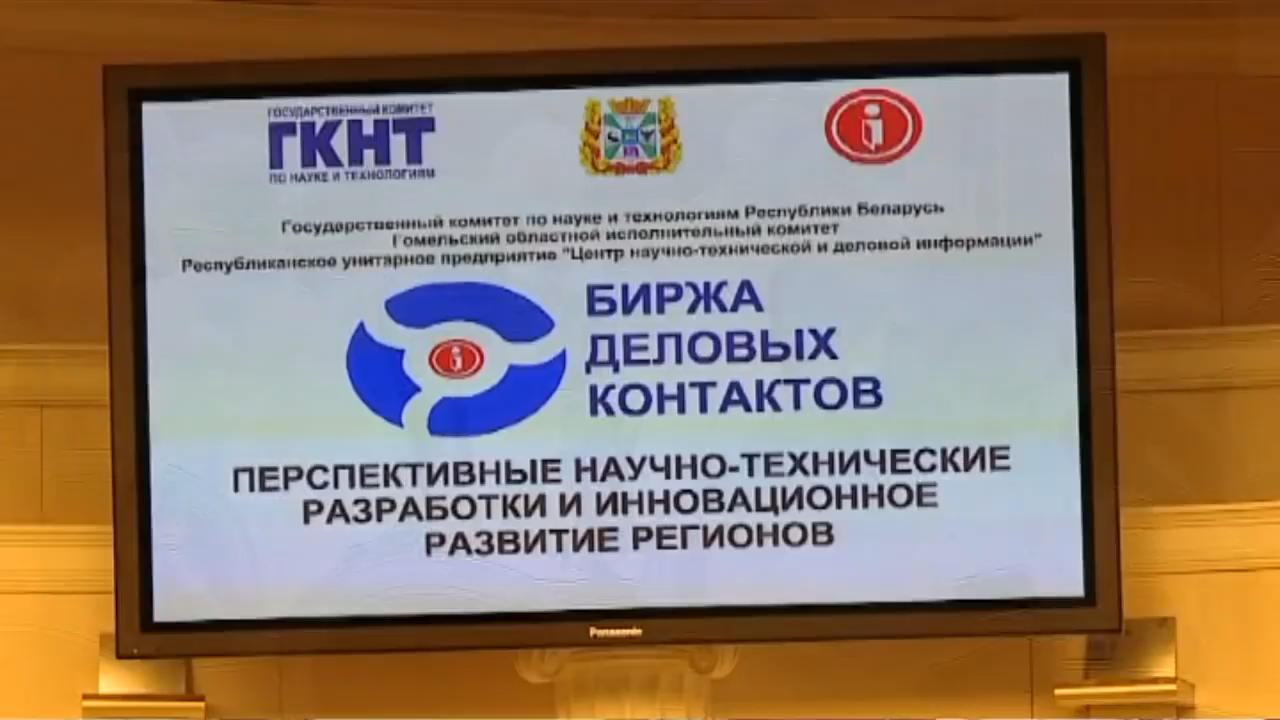 ГОСУДАРСТВЕННЫЙ КОМИТЕТ
ГКНТ
ПО НАУКЕ И ТЕХНОЛОГИЯМ
Государственный комитет по науке и технологиям Республики Беларусь
Гомельский областной исполнительный комитет
Республиканское унитарное предприятие "Центр научно-технической и деловой информации"
БИРЖА
ДЕЛОВЫХ
КОНТАКТОВ
ПЕРСПЕКТИВНЫЕ НАУЧНО-ТЕХНИЧЕСКИЕ
РАЗРАБОТКИ И ИННОВАЦИОННОЕ
РАЗВИТИЕ РЕГИОНОВ
Panasonic